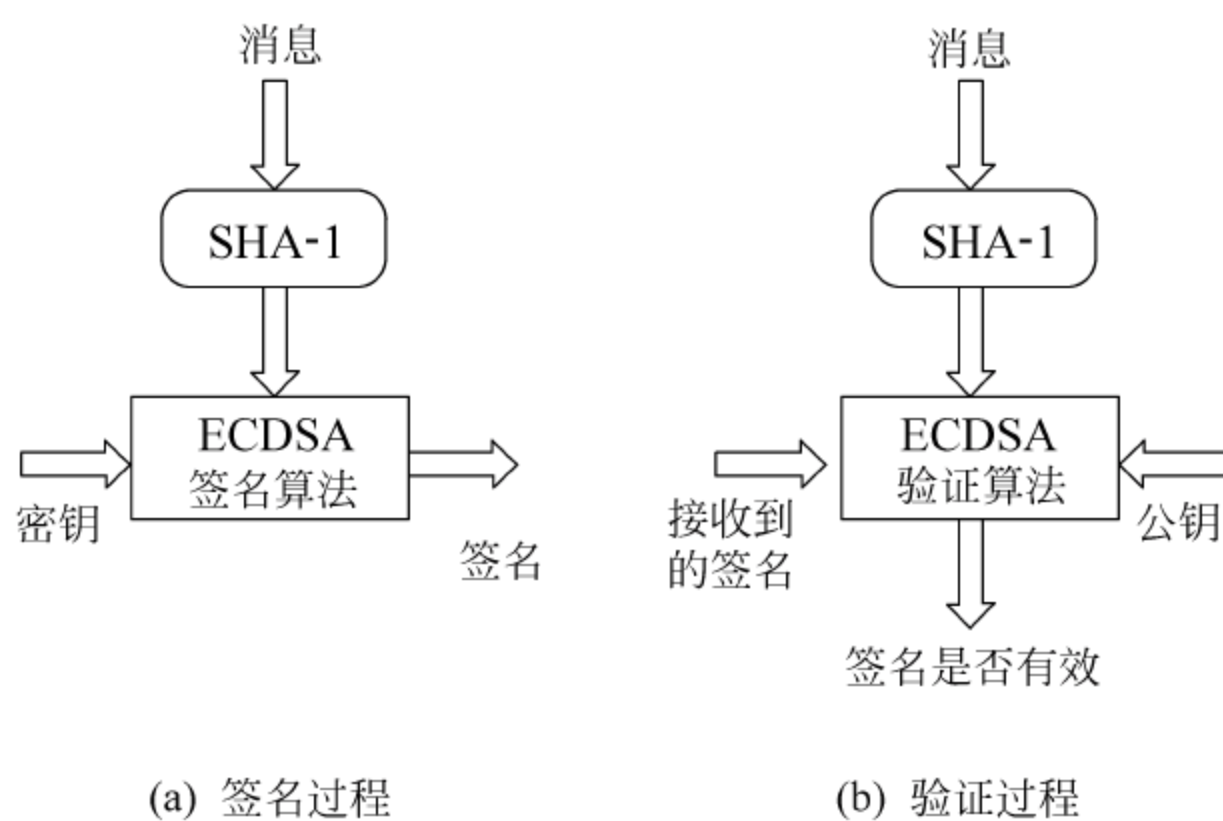 消息
SHA-1
ECDSA
签名算法
密钥
签名
(a) 签名过程
消息
SHA-1
ECDSA
验证算法
接收到
的签名
公钥
签名是否有效
(b) 验证过程